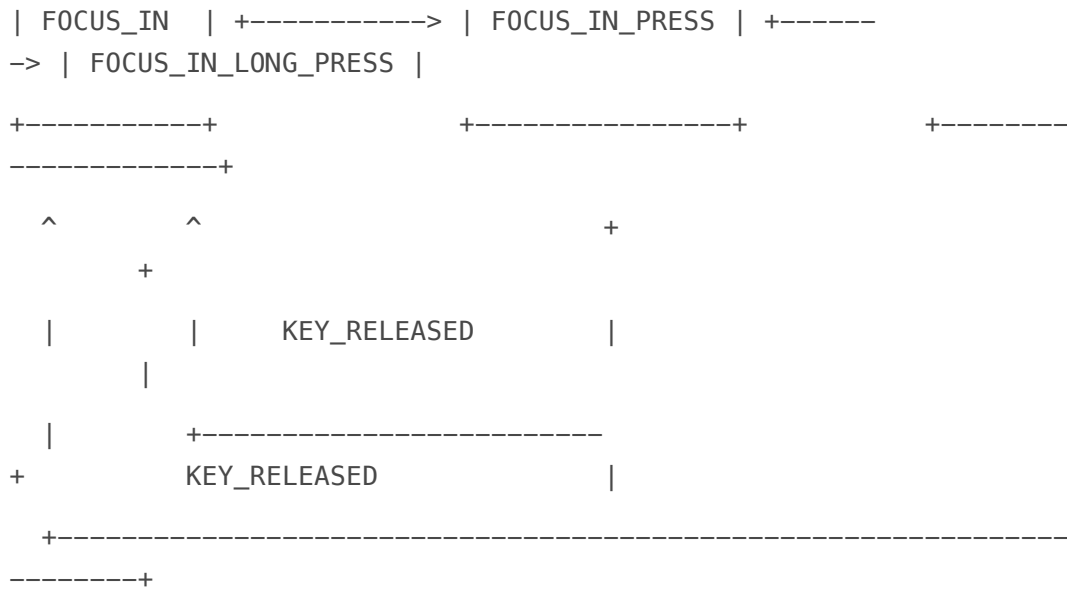 | FOCUS_IN  | +-----------> | FOCUS_IN_PRESS | +------
-> | FOCUS_IN_LONG_PRESS |
+-----------+               +----------------+           +--------
-------------+
  ^        ^                         +
        +
  |        |     KEY_RELEASED        |
        |
  |        +-------------------------
+          KEY_RELEASED              |
  +---------------------------------------------------------------
--------+